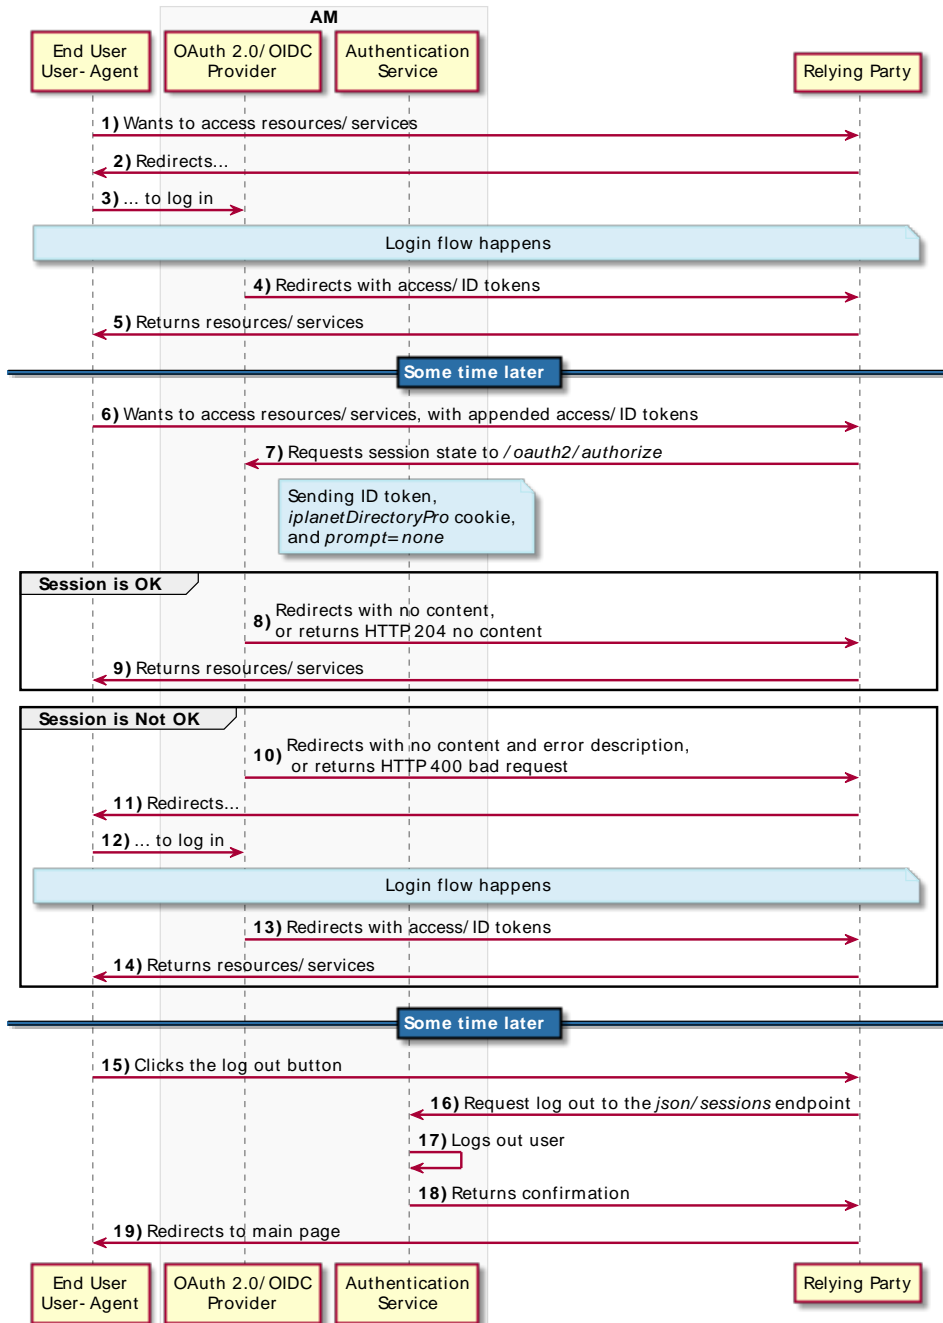 AM
End User
User-Agent
OAuth 2.0/OIDC
Provider
Authentication
Service
Relying Party
1) Wants to access resources/services
2) Redirects...
3) ... to log in
Login flow happens
4) Redirects with access/ID tokens
5) Returns resources/services
Some time later
6) Wants to access resources/services, with appended access/ID tokens
7) Requests session state to /oauth2/authorize
Sending ID token,
iplanetDirectoryPro cookie,
and prompt=none
Session is OK
8) Redirects with no content,
or returns HTTP 204 no content
9) Returns resources/services
Session is Not OK
10) Redirects with no content and error description,
or returns HTTP 400 bad request
11) Redirects...
12) ... to log in
Login flow happens
13) Redirects with access/ID tokens
14) Returns resources/services
Some time later
15) Clicks the log out button
16) Request log out to the json/sessions endpoint
17) Logs out user
18) Returns confirmation
19) Redirects to main page
End User
User-Agent
OAuth 2.0/OIDC
Provider
Authentication
Service
Relying Party